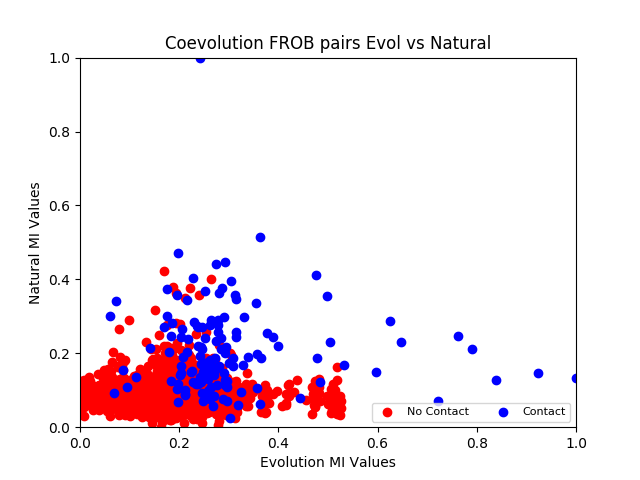 Coevolution FROB pairs Evol vs Natural
1.0
0.8
0.6
0.4
0.2
0.0
Natural MI Values
0.0 0.2 0.4 0.6 0.8 1.0
Evolution MI Values
No Contact Contact